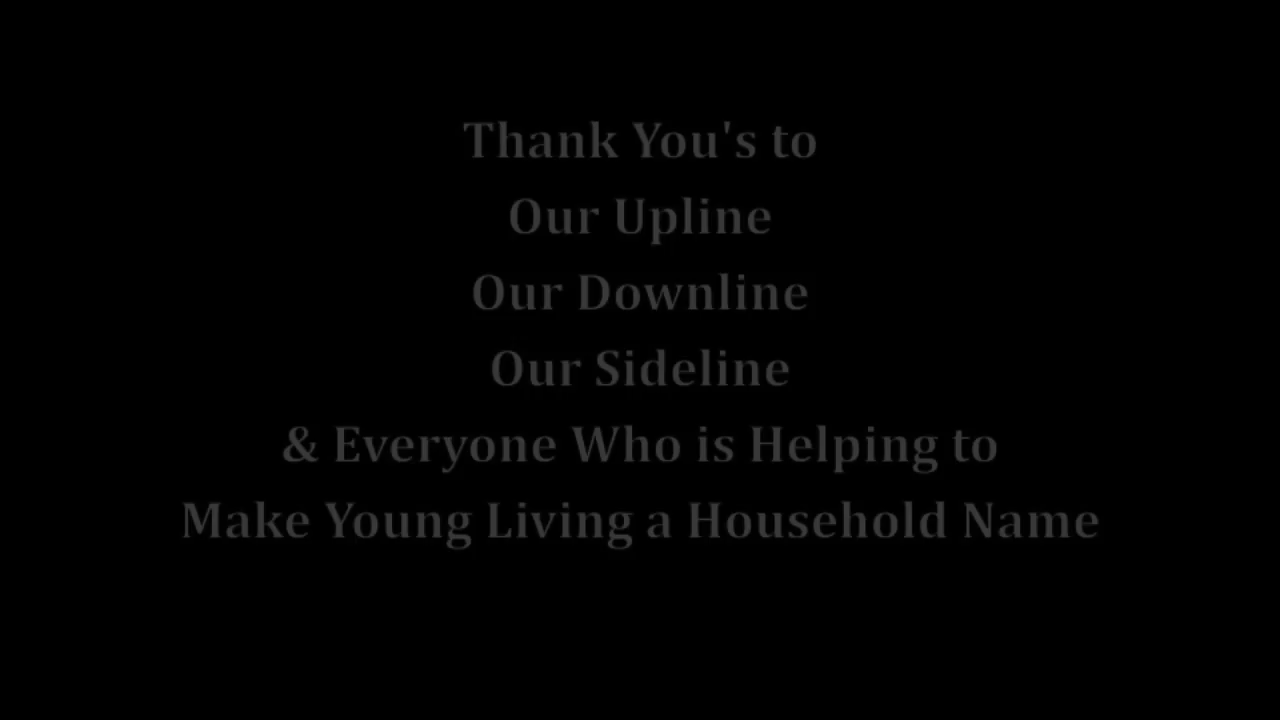 Thank You's to
Our Upline
Our Downline
Our Sideline
& Everyone Who is Helping to
Make Young Living a Household Name